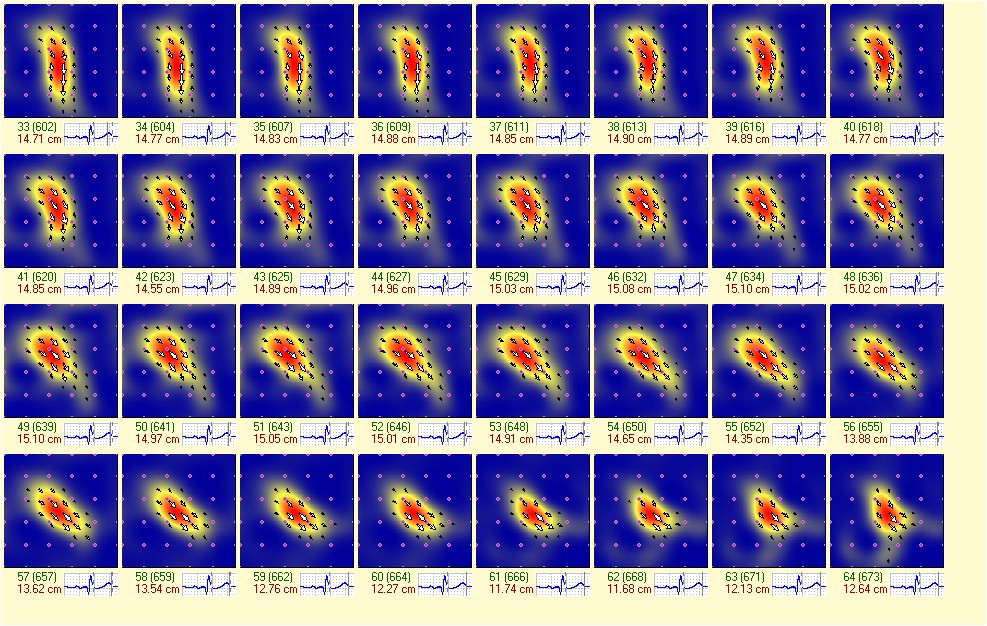 33 (602) 34 (604) 35 (607) 36 (609) 37 (611) 38 (613) 39 (616) 40 (618)
14.71 cm 14.77 cm 14.83 cm 14.88 cm 14.85 cm 14.90 cm 14.89 cm 14.77 cm
41 (620) 42 (623) 43 (625) 44 (627) 45 (629) 46 (632) 47 (634) 48 (636)
14.85 cm 14.55 cm 14.89 cm 14.96 cm 15.03 cm 15.08 cm 15.10 cm 15.02 cm
49 (639) 50 (641) 51 (643) 52 (646) 53 (648) 54 (650) 55 (652) 56 (655)
15.10 cm 14.97 cm 15.05 cm 15.01 cm 14.91 cm 14.65 cm 14.35 cm 13.88 cm
57 (657) 58 (659) 59 (662) 60 (664) 61 (666) 62 (668) 63 (671) 64 (673)
13.62 cm 13.54 cm 12.76 cm 12.27 cm 11.74 cm 11.68 cm 12.13 cm 12.64 cm